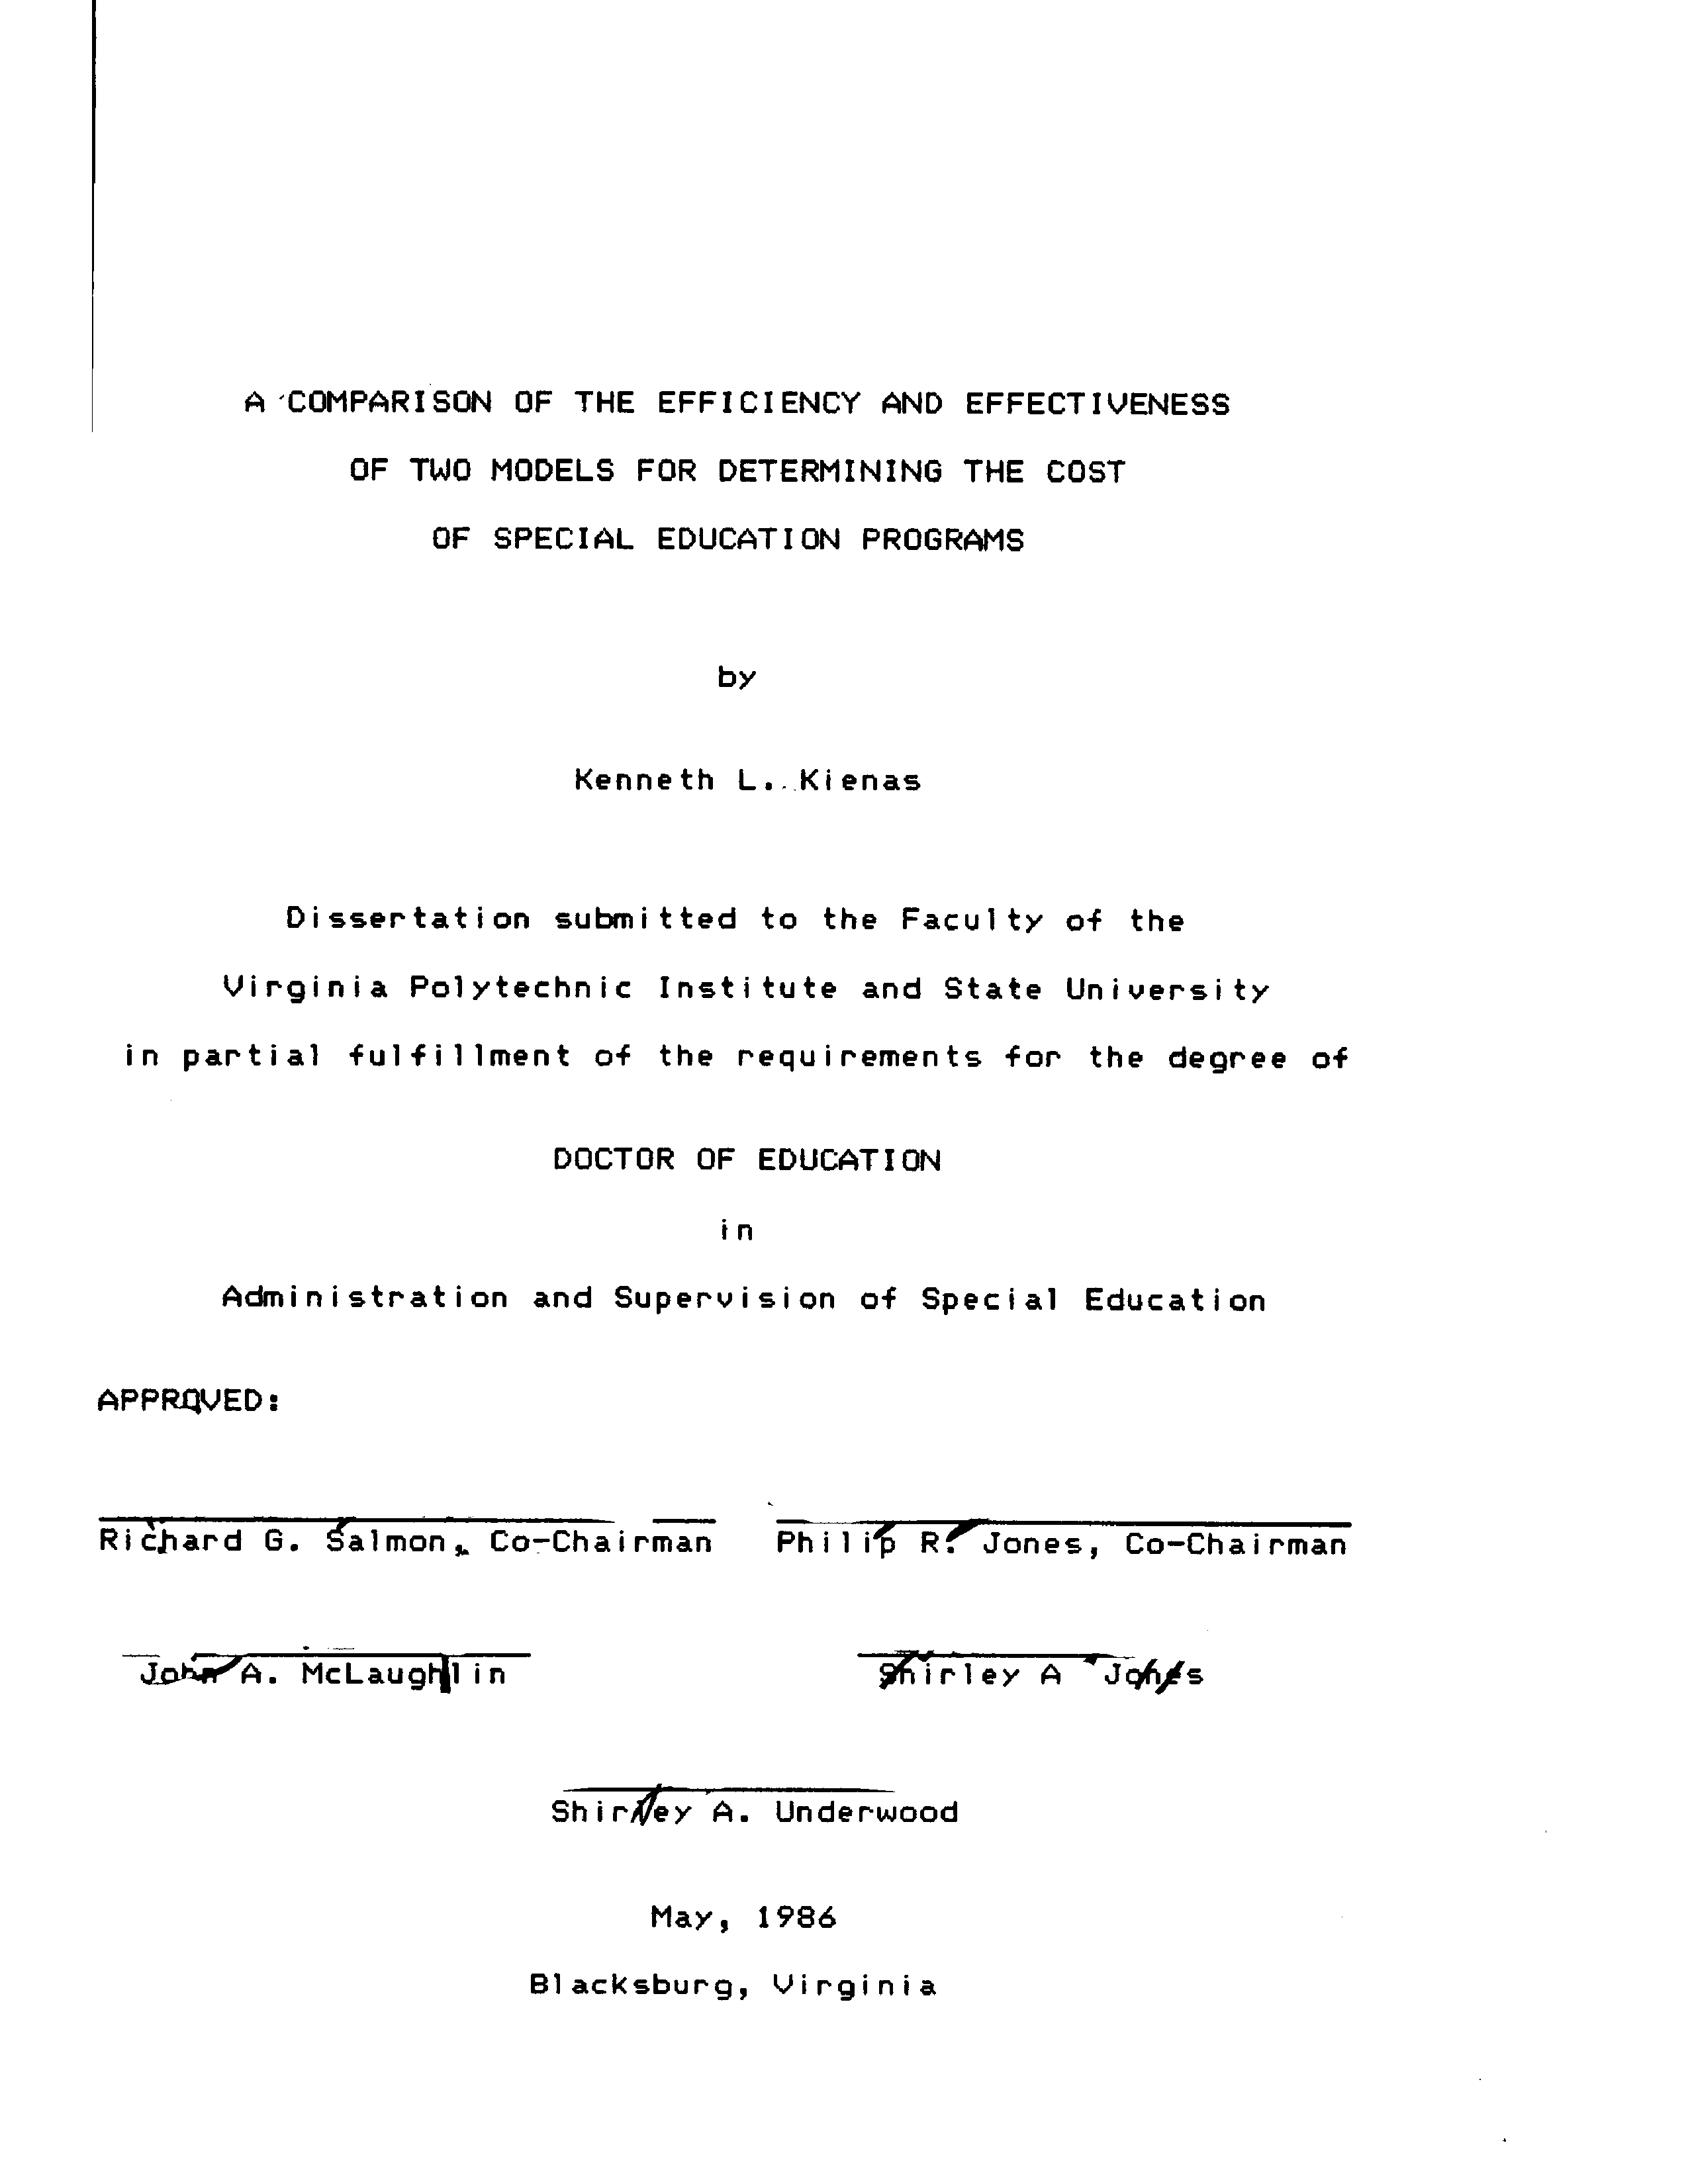 A COMPARISON OF THE EFFICIENCY AND EFFECTIVENESS
OF TWO MODELS FOR DETERMINING THE COST
OF SPECIAL EDUCATION PROGRAMS
by
Kenneth L. Kienas
Dissertation submitted to the Faculty of the
Virginia Polytechnic Institute and State University
in partial fulfillment of the requirements for the degree of
DOCTOR OF EDUCATION
in
Administration and Supervision of Special Education
APPROVED:
Richard G. Salmon, Co-Chairman Philip R. Jones, Co-Chairman
John A. McLaughlin Shirley A Jones
Shirley A. Underwood
May, 1986
Blacksburg, Virginia